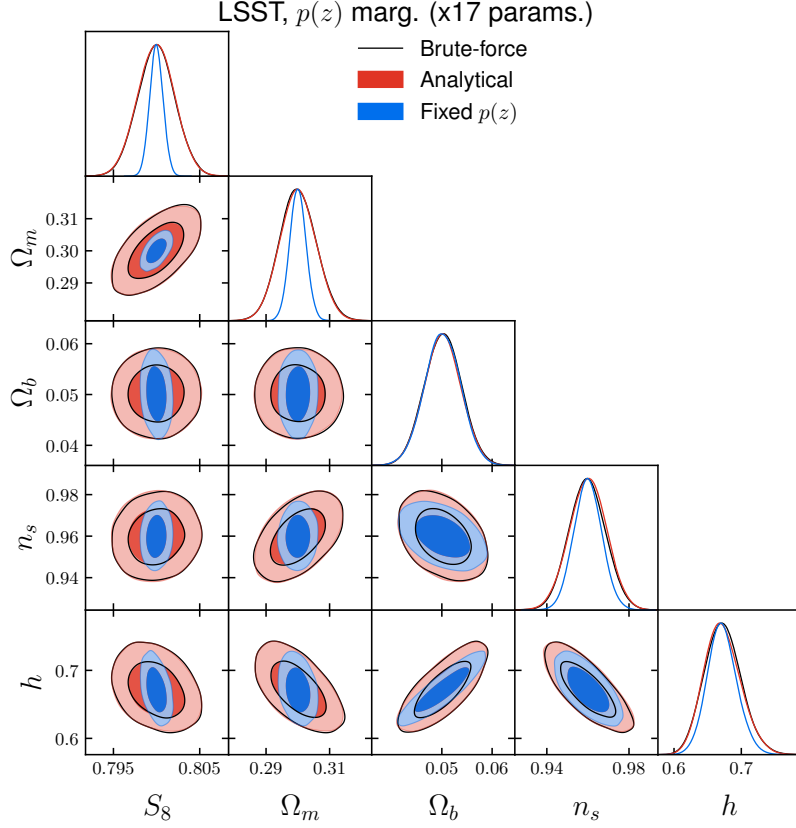 LSST, p(z) marg. (x17 params.)
Brute-force
Analytical
Fixed p(z)
Ω_m
0.31
0.30
0.29
Ω_b
0.06
0.05
0.04
n_s
0.98
0.96
0.94
h
0.7
0.6
0.795 0.805 0.29 0.31 0.05 0.06 0.94 0.98 0.6 0.7
S_8 Ω_m Ω_b n_s h